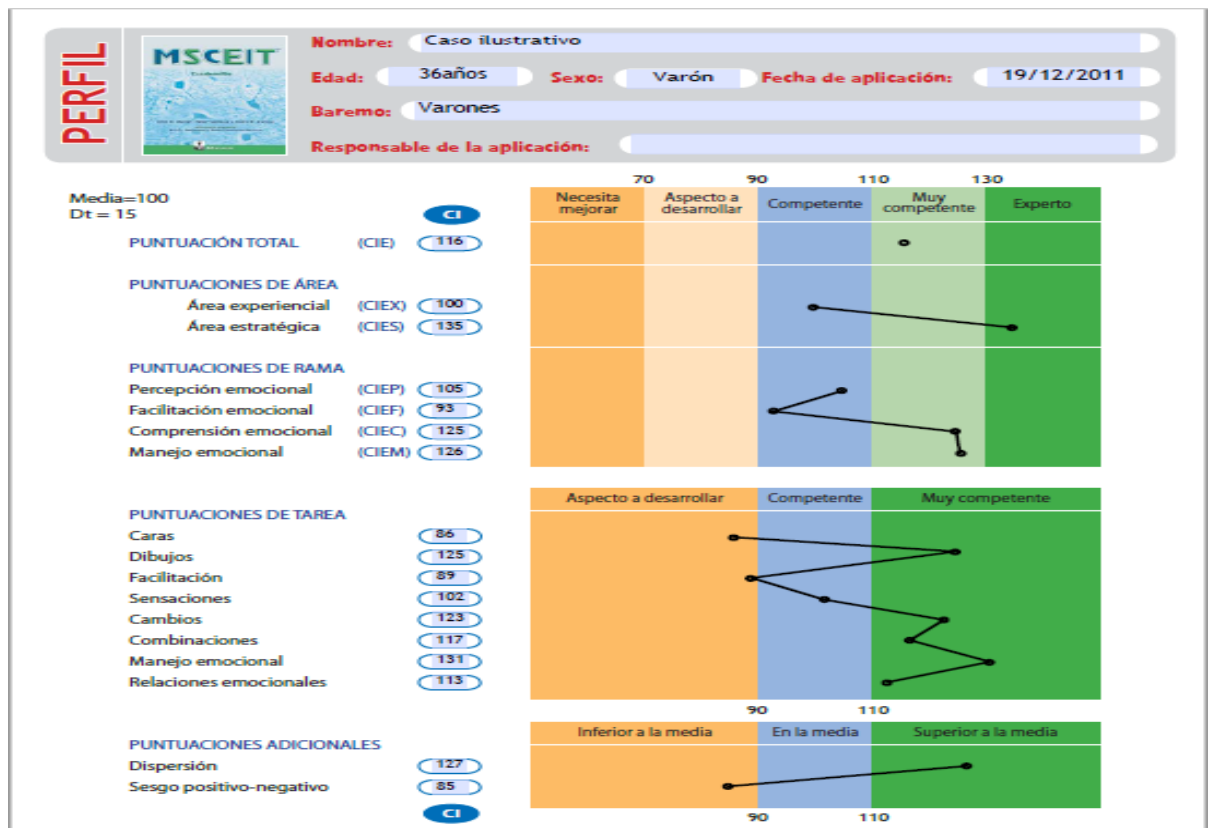 PERFIL
MSCEIT
Nombre: Caso ilustrativo
Edad: 36años Sexo: Varón Fecha de aplicación: 19/12/2011
Baremo: Varones
Responsable de la aplicación:
70 90 110 130
Media=100
Dt = 15
CI
Necesita mejorar Aspecto a desarrollar Competente Muy competente Experto
PUNTUACIÓN TOTAL (CIE) 116
PUNTUACIONES DE ÁREA
Área experiencial (CIEX) 100
Área estratégica (CIES) 135
PUNTUACIONES DE RAMA
Percepción emocional (CIEP) 105
Facilitación emocional (CIEF) 93
Comprensión emocional (CIEC) 125
Manejo emocional (CIEM) 126
Aspecto a desarrollar Competente Muy competente
PUNTUACIONES DE TAREA
Caras 86
Dibujos 125
Facilitación 89
Sensaciones 102
Cambios 123
Combinaciones 117
Manejo emocional 131
Relaciones emocionales 113
90 110
Inferior a la media En la media Superior a la media
PUNTUACIONES ADICIONALES
Dispersión 127
Sesgo positivo-negativo 85
CI
90 110